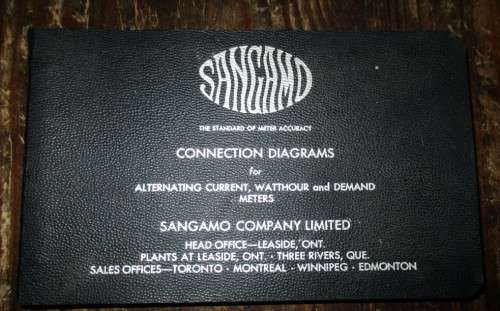 SANGAMO
THE STANDARD OF METER ACCURACY
CONNECTION DIAGRAMS
for
ALTERNATING CURRENT, WATTHOUR and DEMAND
METERS
SANGAMO COMPANY LIMITED
HEAD OFFICE—LEASIDE, ONT.
PLANTS AT LEASIDE, ONT. · THREE RIVERS, QUE.
SALES OFFICES—TORONTO · MONTREAL · WINNIPEG · EDMONTON